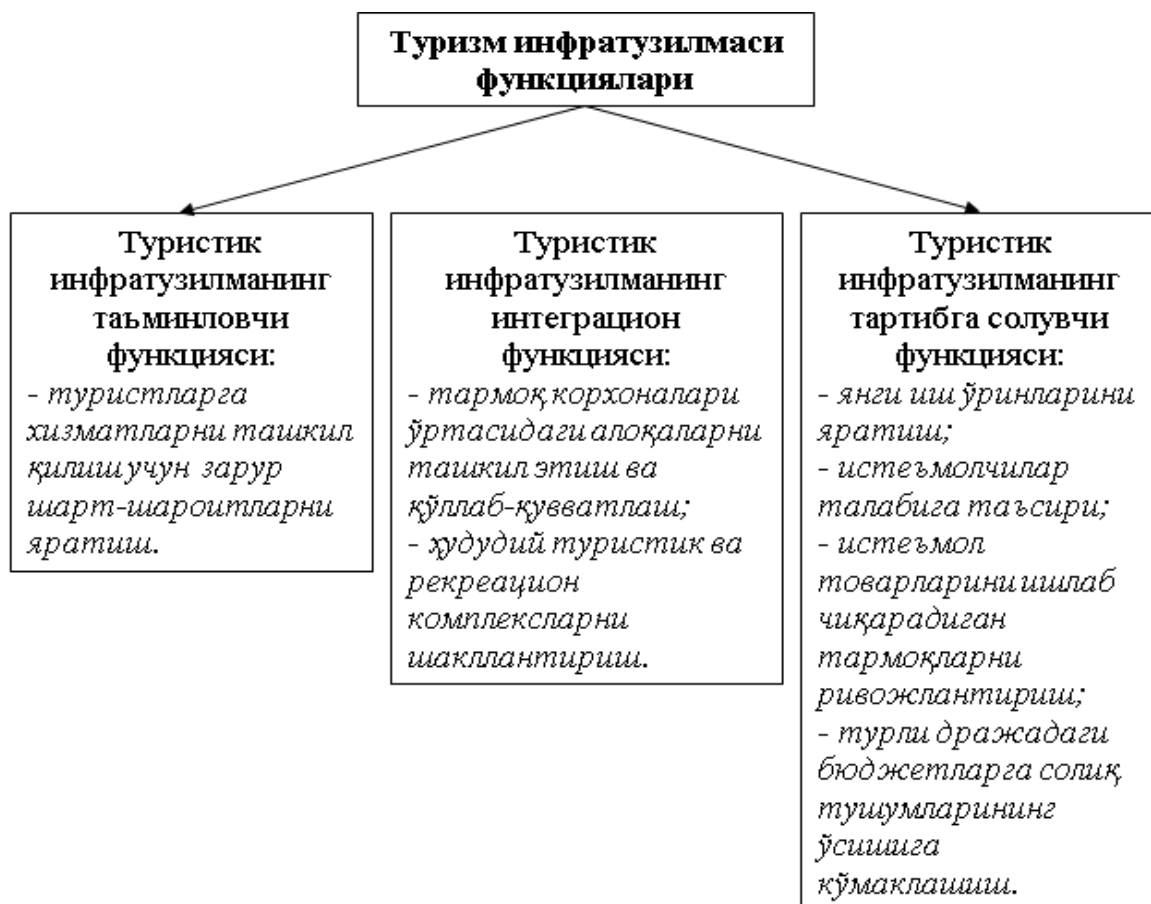 Туризм инфратузилмаси
функциялари
Туристик
инфратузилманинг
таьминловчи
функцияси:
- туристларга
хизматларни ташкил
қилиш учун зарур
шарт-шароитларни
яратиш.
Туристик
инфратузилманинг
интеграцион
функцияси:
- тармоқ корхоналари
ўртасидаги алоқаларни
ташкил этиш ва
қўллаб-қувватлаш;
- ҳудудий туристик ва
рекреацион
комплексларни
шакллантириш.
Туристик
инфратузилманинг
тартибга солувчи
функцияси:
- янги иш ўринларини
яратиш;
- истеъмолчилар
талабига таъсири;
- истеъмол
товарларини ишлаб
чиқарадиган
тармоқларни
ривожлантириш;
- турли дражадаги
бюджетларга солиқ
тушумларининг
ўсишига
кўмаклашиш.